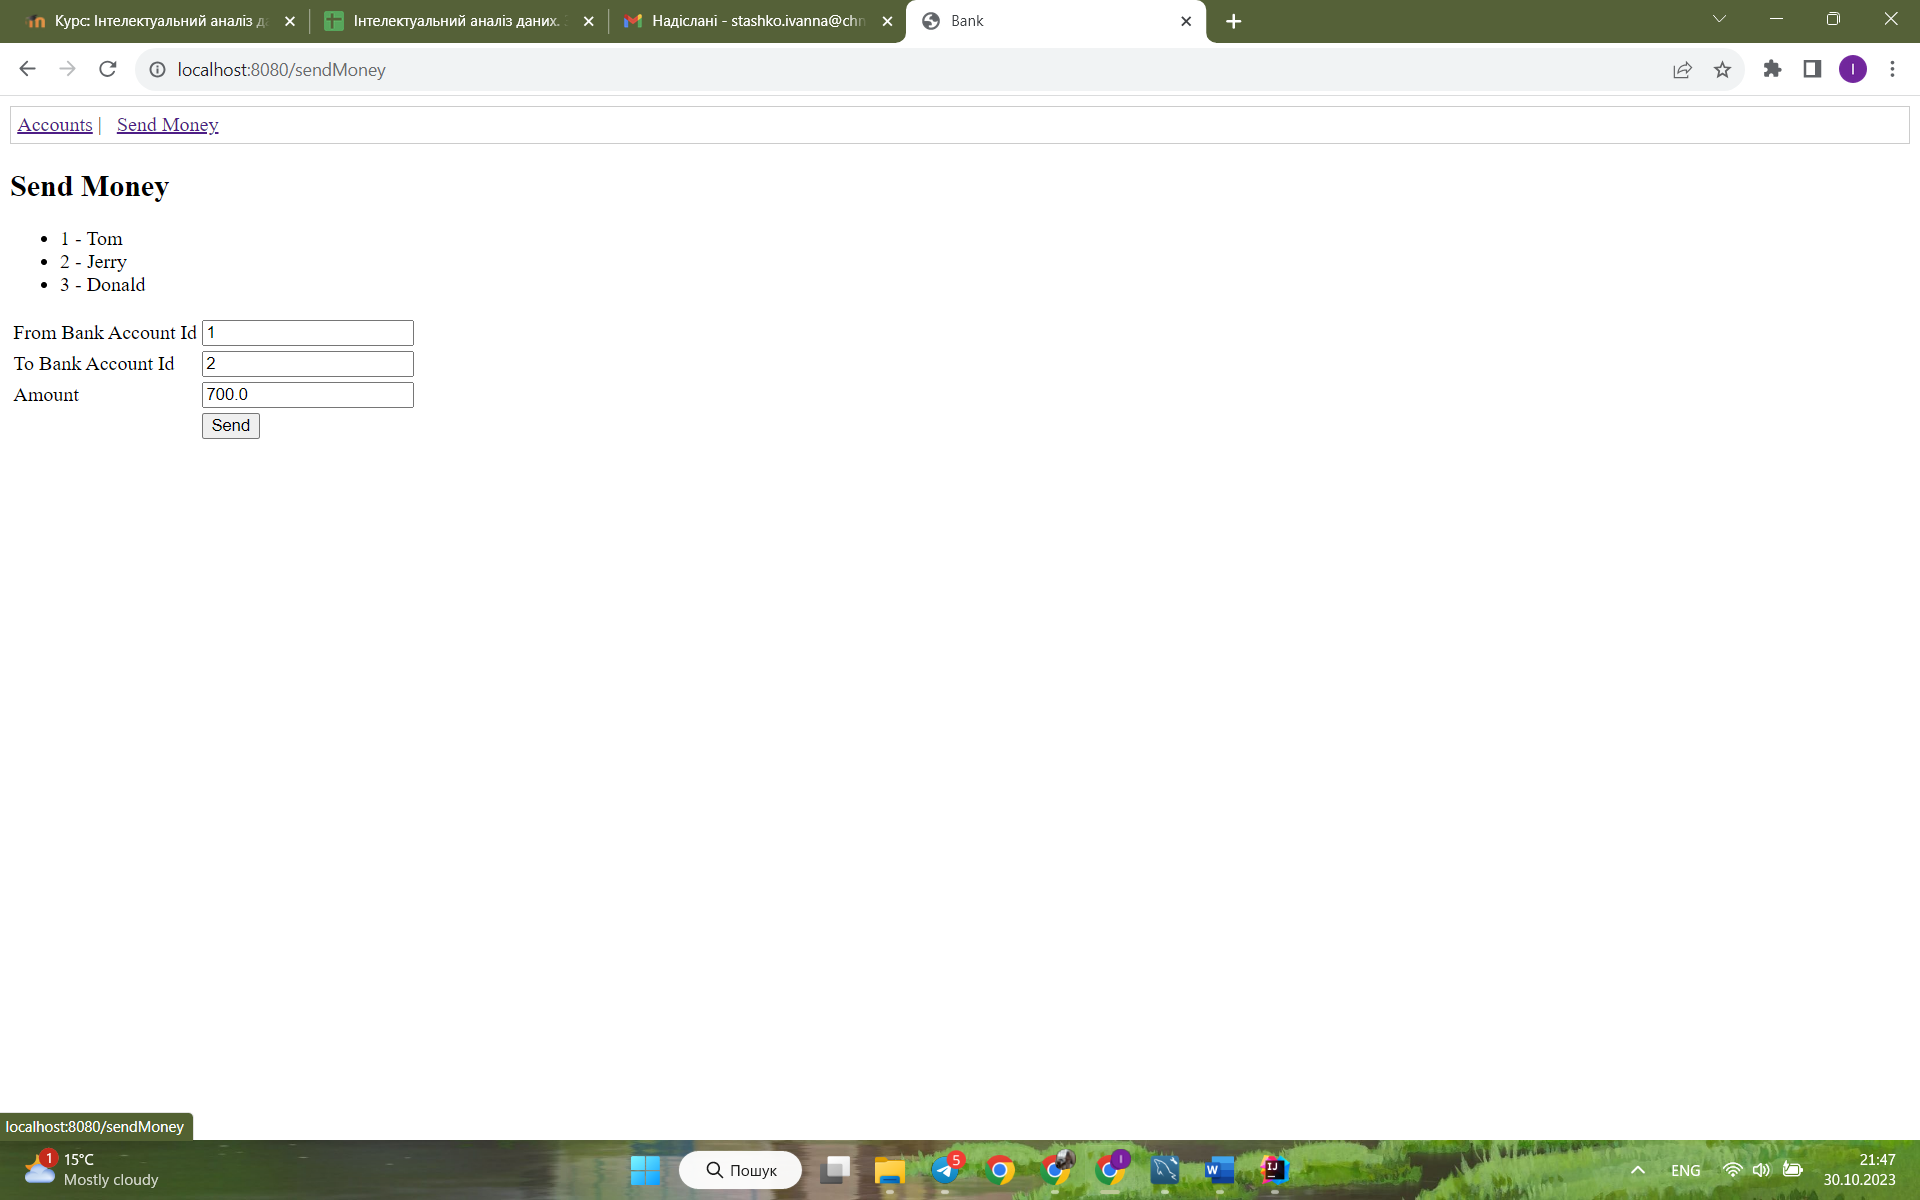 Курс: Інтелектуальний аналіз да
Інтелектуальний аналіз даних.
Надіслані - stashko.ivanna@chn
Bank
localhost:8080/sendMoney
I
Accounts | Send Money
Send Money
1 - Tom
2 - Jerry
3 - Donald
From Bank Account Id 1
To Bank Account Id 2
Amount 700.0
Send
localhost:8080/sendMoney
1
15°C
Mostly cloudy
Пошук
5
I
W
IJ
ENG
21:47
30.10.2023